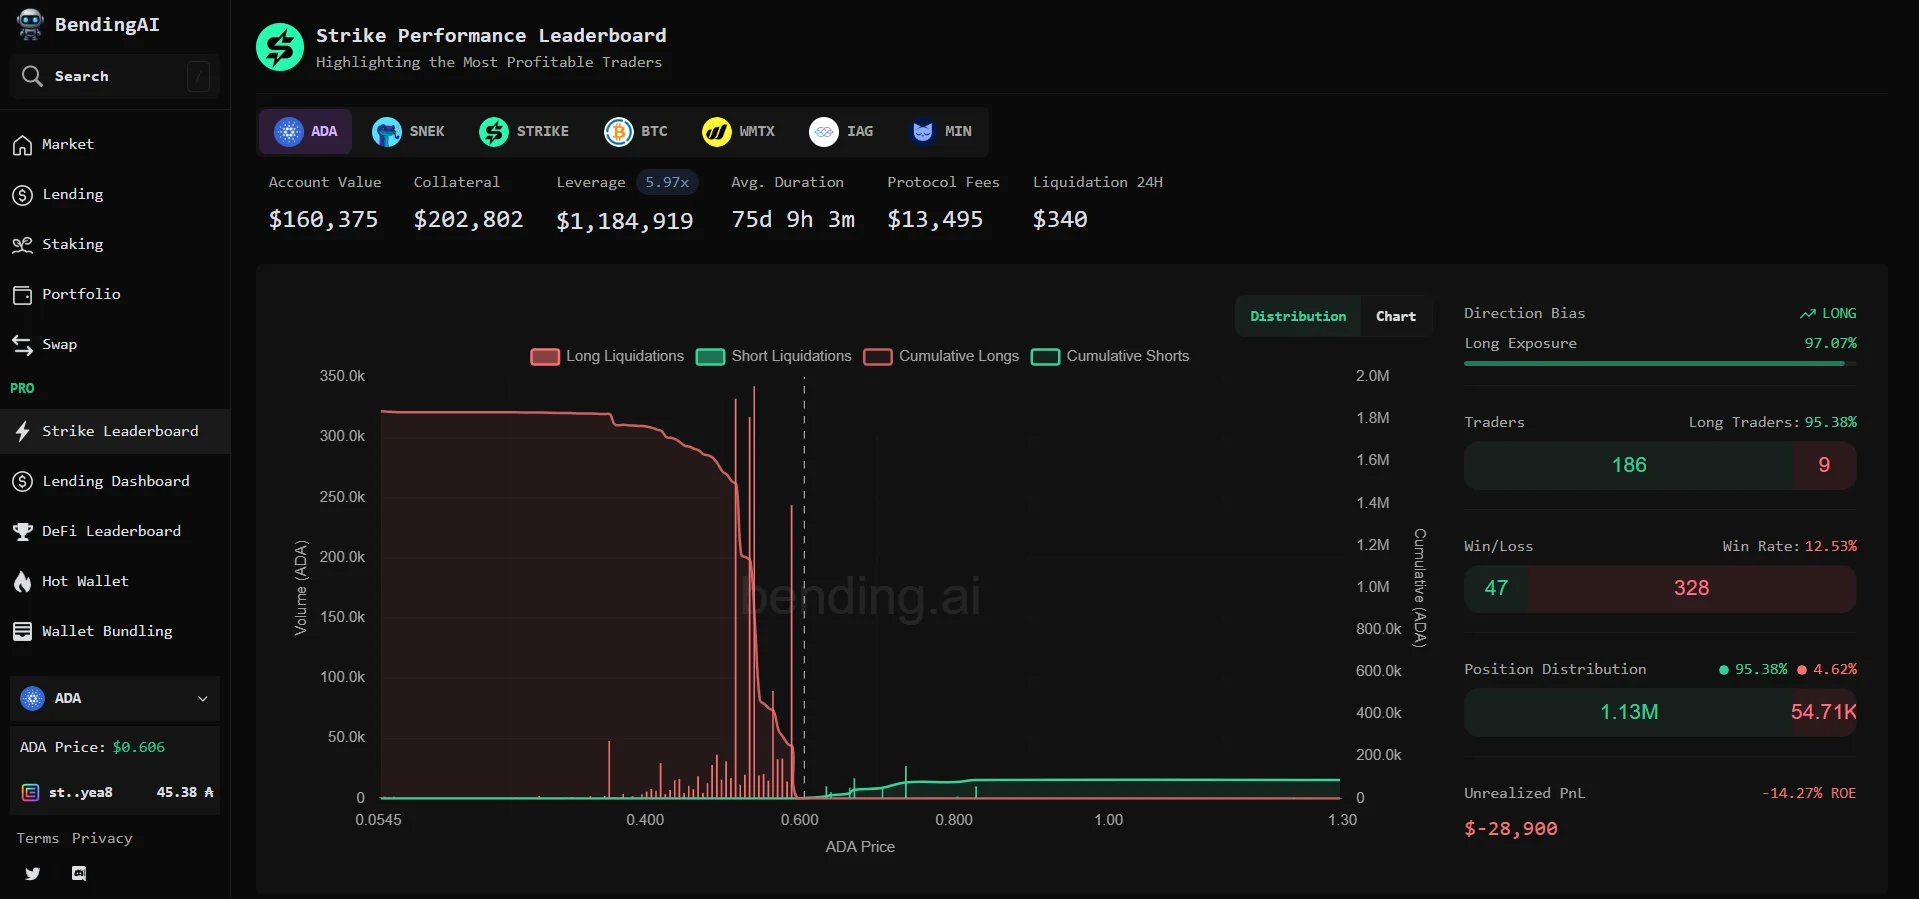 BendingAI
Search /
Market
Lending
Staking
Portfolio
Swap
PRO
Strike Leaderboard
Lending Dashboard
DeFi Leaderboard
Hot Wallet
Wallet Bundling
ADA
ADA Price: $0.606
st..yea8 45.38 ₳
Terms Privacy
Strike Performance Leaderboard
Highlighting the Most Profitable Traders
ADA SNEK STRIKE BTC WMTX IAG MIN
Account Value Collateral Leverage 5.97x Avg. Duration Protocol Fees Liquidation 24H
$160,375 $202,802 $1,184,919 75d 9h 3m $13,495 $340
Distribution Chart
Long Liquidations Short Liquidations Cumulative Longs Cumulative Shorts
350.0k
300.0k
250.0k
200.0k
150.0k
100.0k
50.0k
0
Volume (ADA)
bending.ai
2.0M
1.8M
1.6M
1.4M
1.2M
1.0M
800.0k
600.0k
400.0k
200.0k
0
Cumulative (ADA)
0.0545 0.400 0.600 0.800 1.00 1.30
ADA Price
Direction Bias LONG
Long Exposure 97.07%
Traders Long Traders: 95.38%
186 9
Win/Loss Win Rate: 12.53%
47 328
Position Distribution 95.38% 4.62%
1.13M 54.71K
Unrealized PnL -14.27% ROE
$-28,900